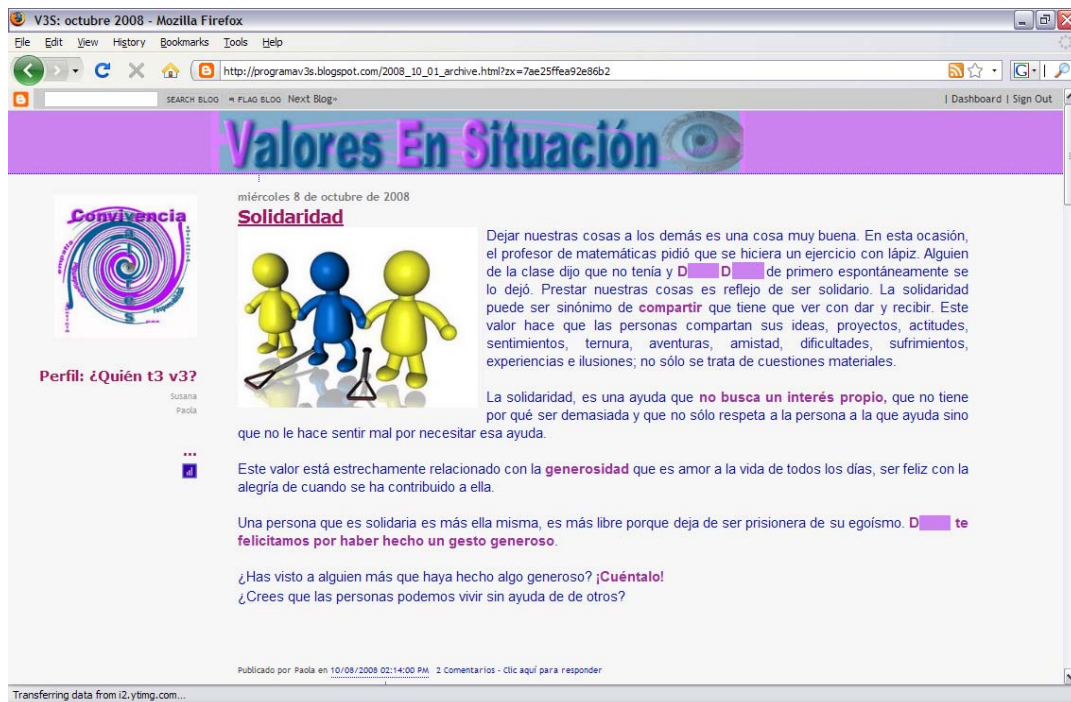 V3S: octubre 2008 - Mozilla Firefox
File Edit View History Bookmarks Tools Help
http://programav3s.blogspot.com/2008_10_01_archive.html?zx=7ae25ffea92e86b2
SEARCH BLOG FLAG BLOG Next Blog»
| Dashboard | Sign Out
Valores En Situación
miércoles 8 de octubre de 2008
Solidaridad
Convivencia
empatía
Perfil: ¿Quién t3 v3?
Susana
Paola
...
Dejar nuestras cosas a los demás es una cosa muy buena. En esta ocasión,
el profesor de matemáticas pidió que se hiciera un ejercicio con lápiz. Alguien
de la clase dijo que no tenía y D D de primero espontáneamente se
lo dejó. Prestar nuestras cosas es reflejo de ser solidario. La solidaridad
puede ser sinónimo de compartir que tiene que ver con dar y recibir. Este
valor hace que las personas compartan sus ideas, proyectos, actitudes,
sentimientos, ternura, aventuras, amistad, dificultades, sufrimientos,
experiencias e ilusiones; no sólo se trata de cuestiones materiales.
La solidaridad, es una ayuda que no busca un interés propio, que no tiene
por qué ser demasiada y que no sólo respeta a la persona a la que ayuda sino
que no le hace sentir mal por necesitar esa ayuda.
Este valor está estrechamente relacionado con la generosidad que es amor a la vida de todos los días, ser feliz con la
alegría de cuando se ha contribuido a ella.
Una persona que es solidaria es más ella misma, es más libre porque deja de ser prisionera de su egoísmo. D te
felicitamos por haber hecho un gesto generoso.
¿Has visto a alguien más que haya hecho algo generoso? ¡Cuéntalo!
¿Crees que las personas podemos vivir sin ayuda de de otros?
Publicado por Paola en 10/08/2008 02:14:00 PM 2 Comentarios - Clic aquí para responder
Transferring data from i2.ytimg.com...